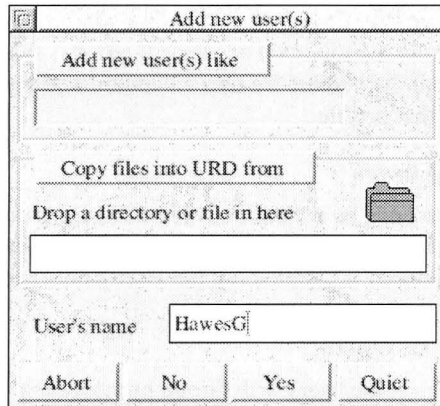 Add new user(s)
Add new user(s) like
Copy files into URD from
Drop a directory or file in here
User's name HawesG
Abort No Yes Quiet